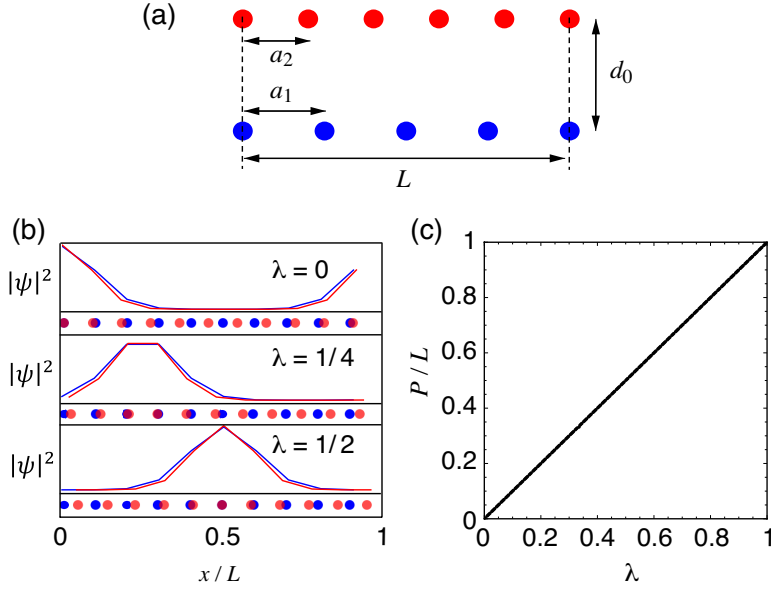 (a)
a₂
a₁
d₀
L
(b)
|ψ|²
λ = 0
|ψ|²
λ = 1/4
|ψ|²
λ = 1/2
0
0.5
1
x / L
(c)
1
0.8
0.6
0.4
0.2
0
P / L
0
0.2
0.4
0.6
0.8
1
λ